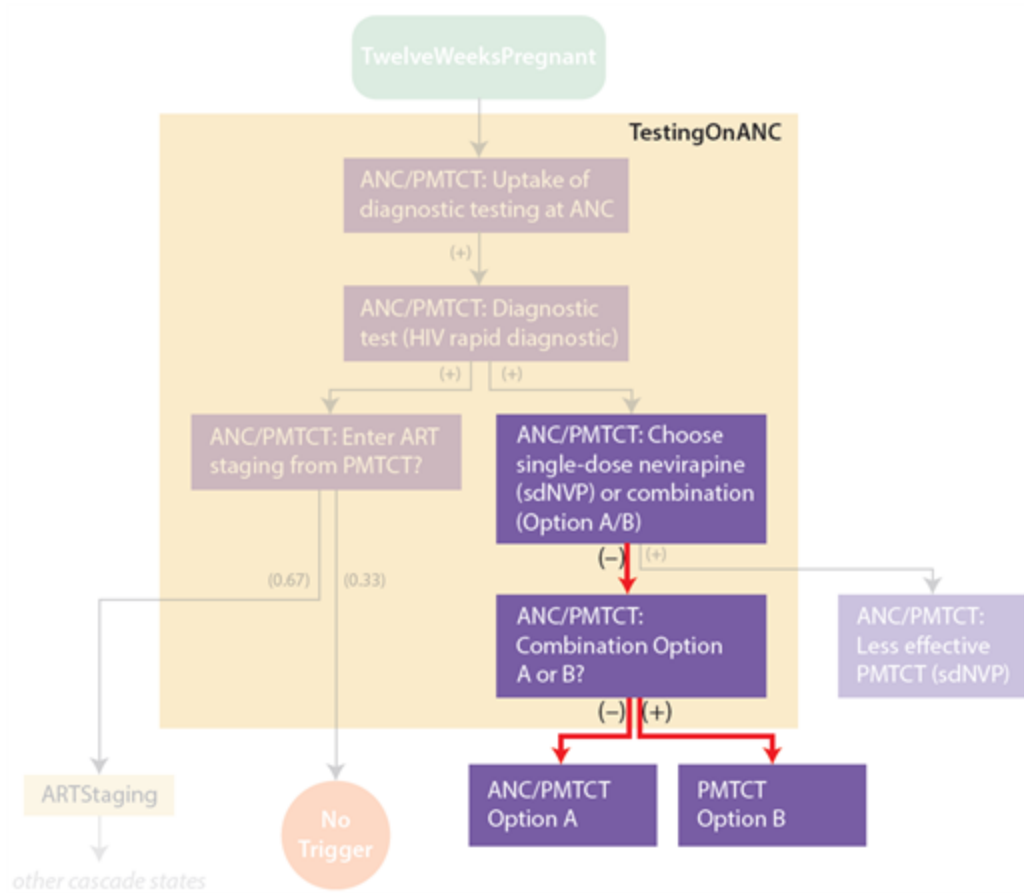 TwelveWeeksPregnant
TestingOnANC
ANC/PMTCT: Uptake of
diagnostic testing at ANC
(+)
ANC/PMTCT: Diagnostic
test (HIV rapid diagnostic)
(+)
(+)
ANC/PMTCT: Enter ART
staging from PMTCT?
ANC/PMTCT: Choose
single-dose nevirapine
(sdNVP) or combination
(Option A/B)
(–)
(+)
(0.67)
(0.33)
ANC/PMTCT:
Combination Option
A or B?
ANC/PMTCT:
Less effective
PMTCT (sdNVP)
(–)
(+)
ARTStaging
No
Trigger
ANC/PMTCT
Option A
PMTCT
Option B
other cascade states